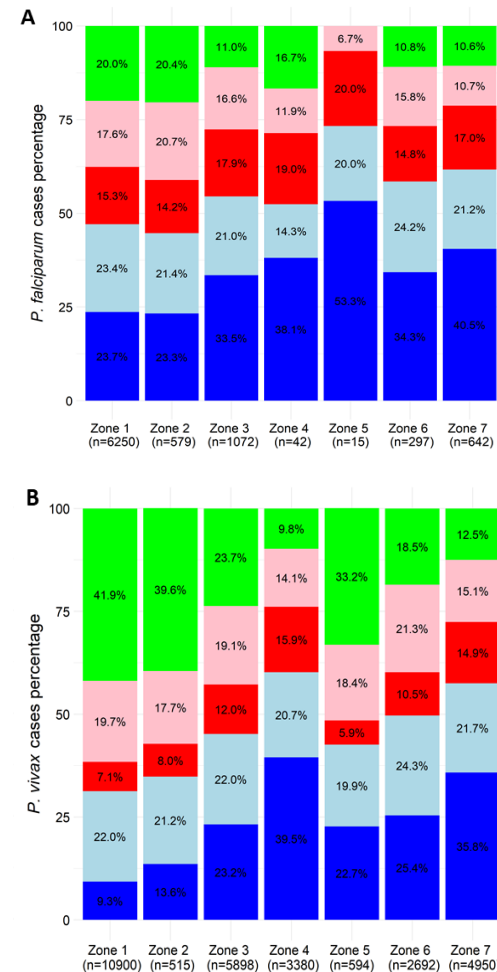 A
P. falciparum cases percentage
100
75
50
25
0
20.0% 20.4% 11.0% 16.7% 6.7% 10.8% 10.6%
17.6% 20.7% 16.6% 11.9% 20.0% 15.8% 10.7%
15.3% 14.2% 17.9% 19.0% 20.0% 14.8% 17.0%
23.4% 21.4% 21.0% 14.3% 53.3% 24.2% 21.2%
23.7% 23.3% 33.5% 38.1% 34.3% 40.5%
Zone 1 Zone 2 Zone 3 Zone 4 Zone 5 Zone 6 Zone 7
(n=6250) (n=579) (n=1072) (n=42) (n=15) (n=297) (n=642)
B
P. vivax cases percentage
100
75
50
25
0
41.9% 39.6% 23.7% 9.8% 33.2% 18.5% 12.5%
19.7% 17.7% 19.1% 14.1% 18.4% 21.3% 15.1%
7.1% 8.0% 12.0% 15.9% 5.9% 10.5% 14.9%
22.0% 21.2% 22.0% 20.7% 19.9% 24.3% 21.7%
9.3% 13.6% 23.2% 39.5% 22.7% 25.4% 35.8%
Zone 1 Zone 2 Zone 3 Zone 4 Zone 5 Zone 6 Zone 7
(n=10900) (n=515) (n=5898) (n=3380) (n=594) (n=2692) (n=4950)